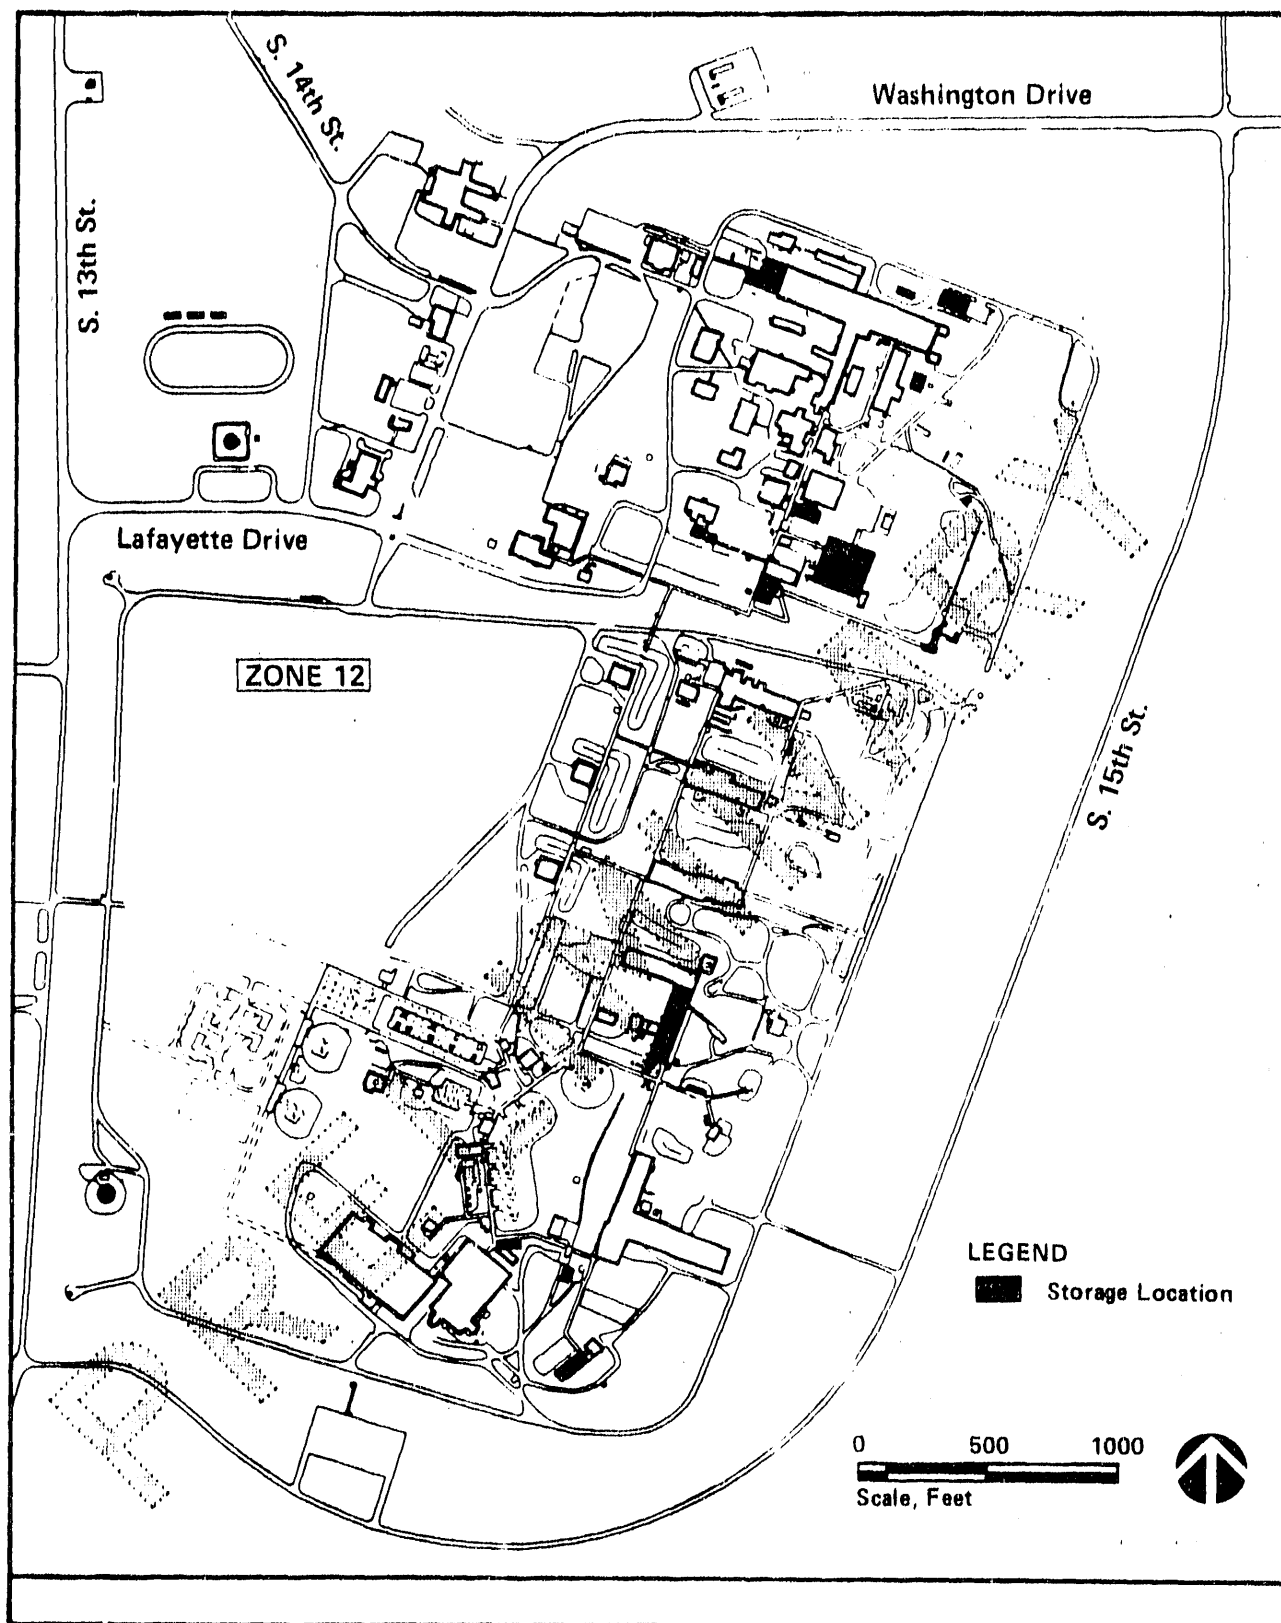 S. 14th St.
Washington Drive
S. 13th St.
Lafayette Drive
ZONE 12
S. 15th St.
LEGEND
Storage Location
0 500 1000
Scale, Feet